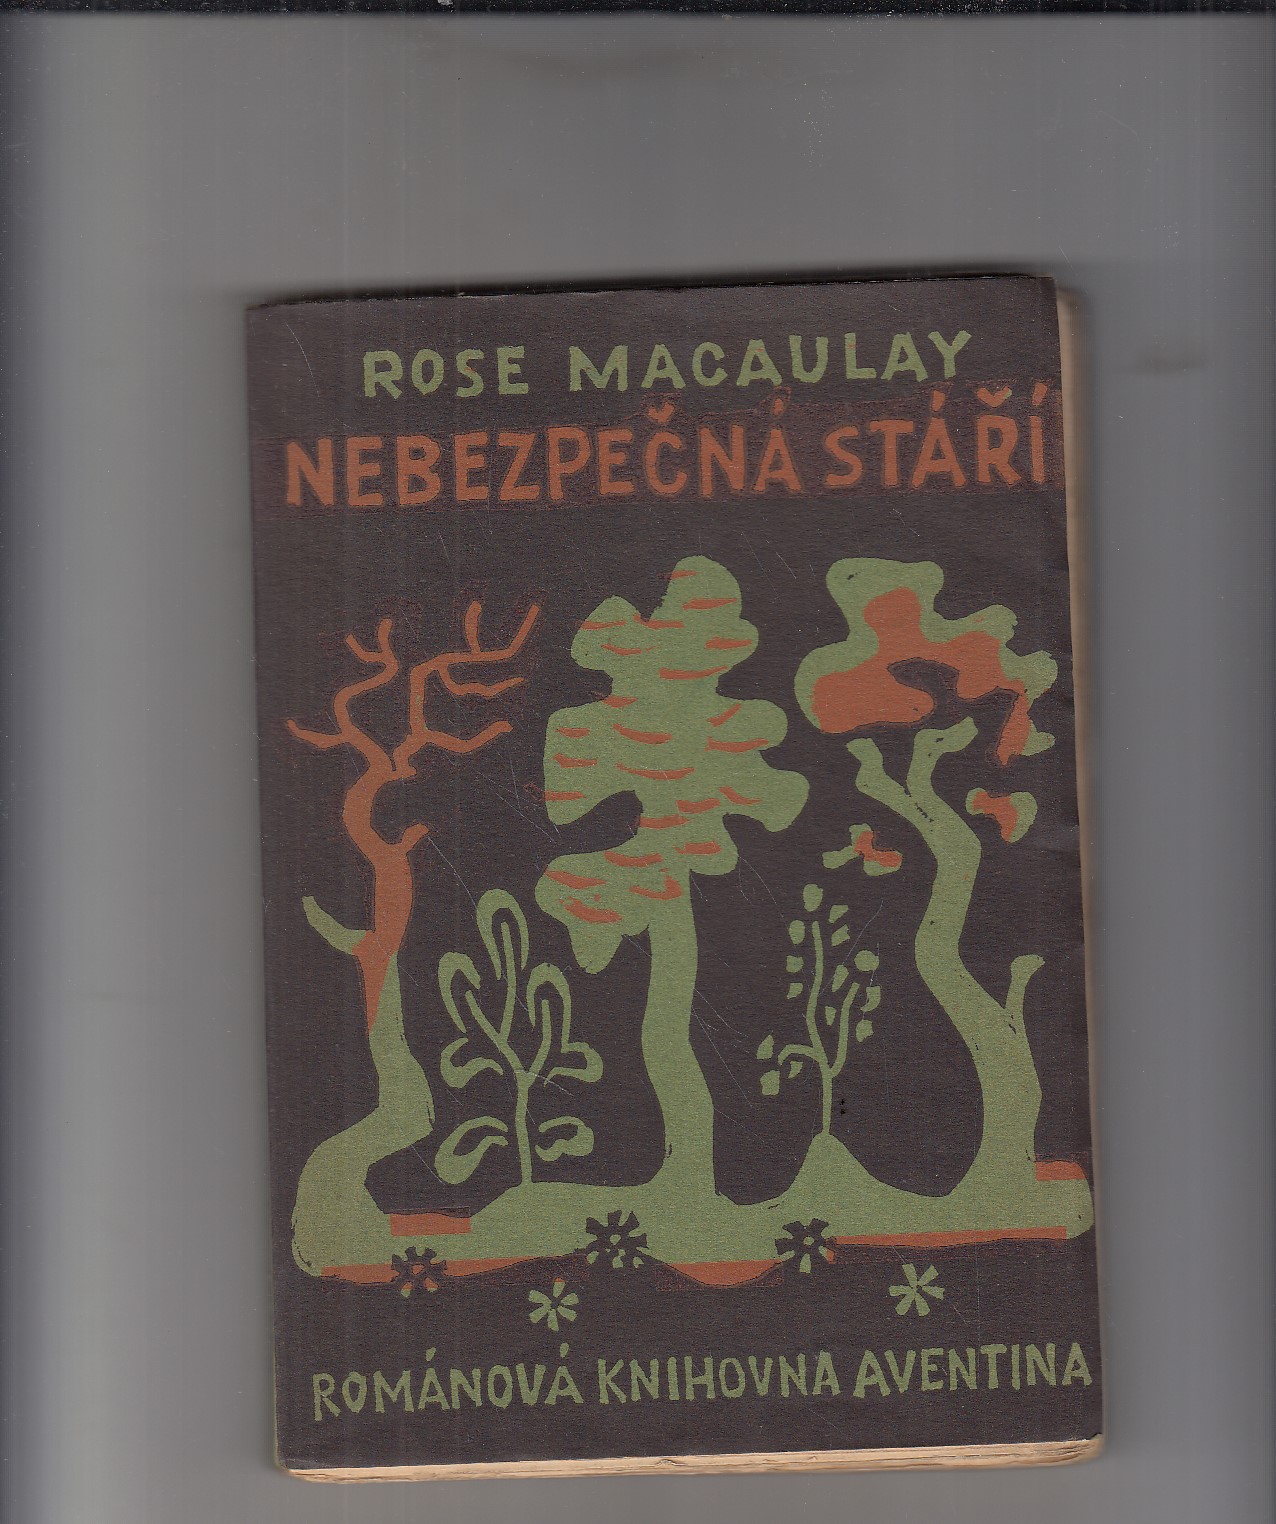 ROSE MACAULAY
NEBEZPEČNÁ STÁŘÍ
ROMÁNOVÁ KNIHOVNA AVENTINA